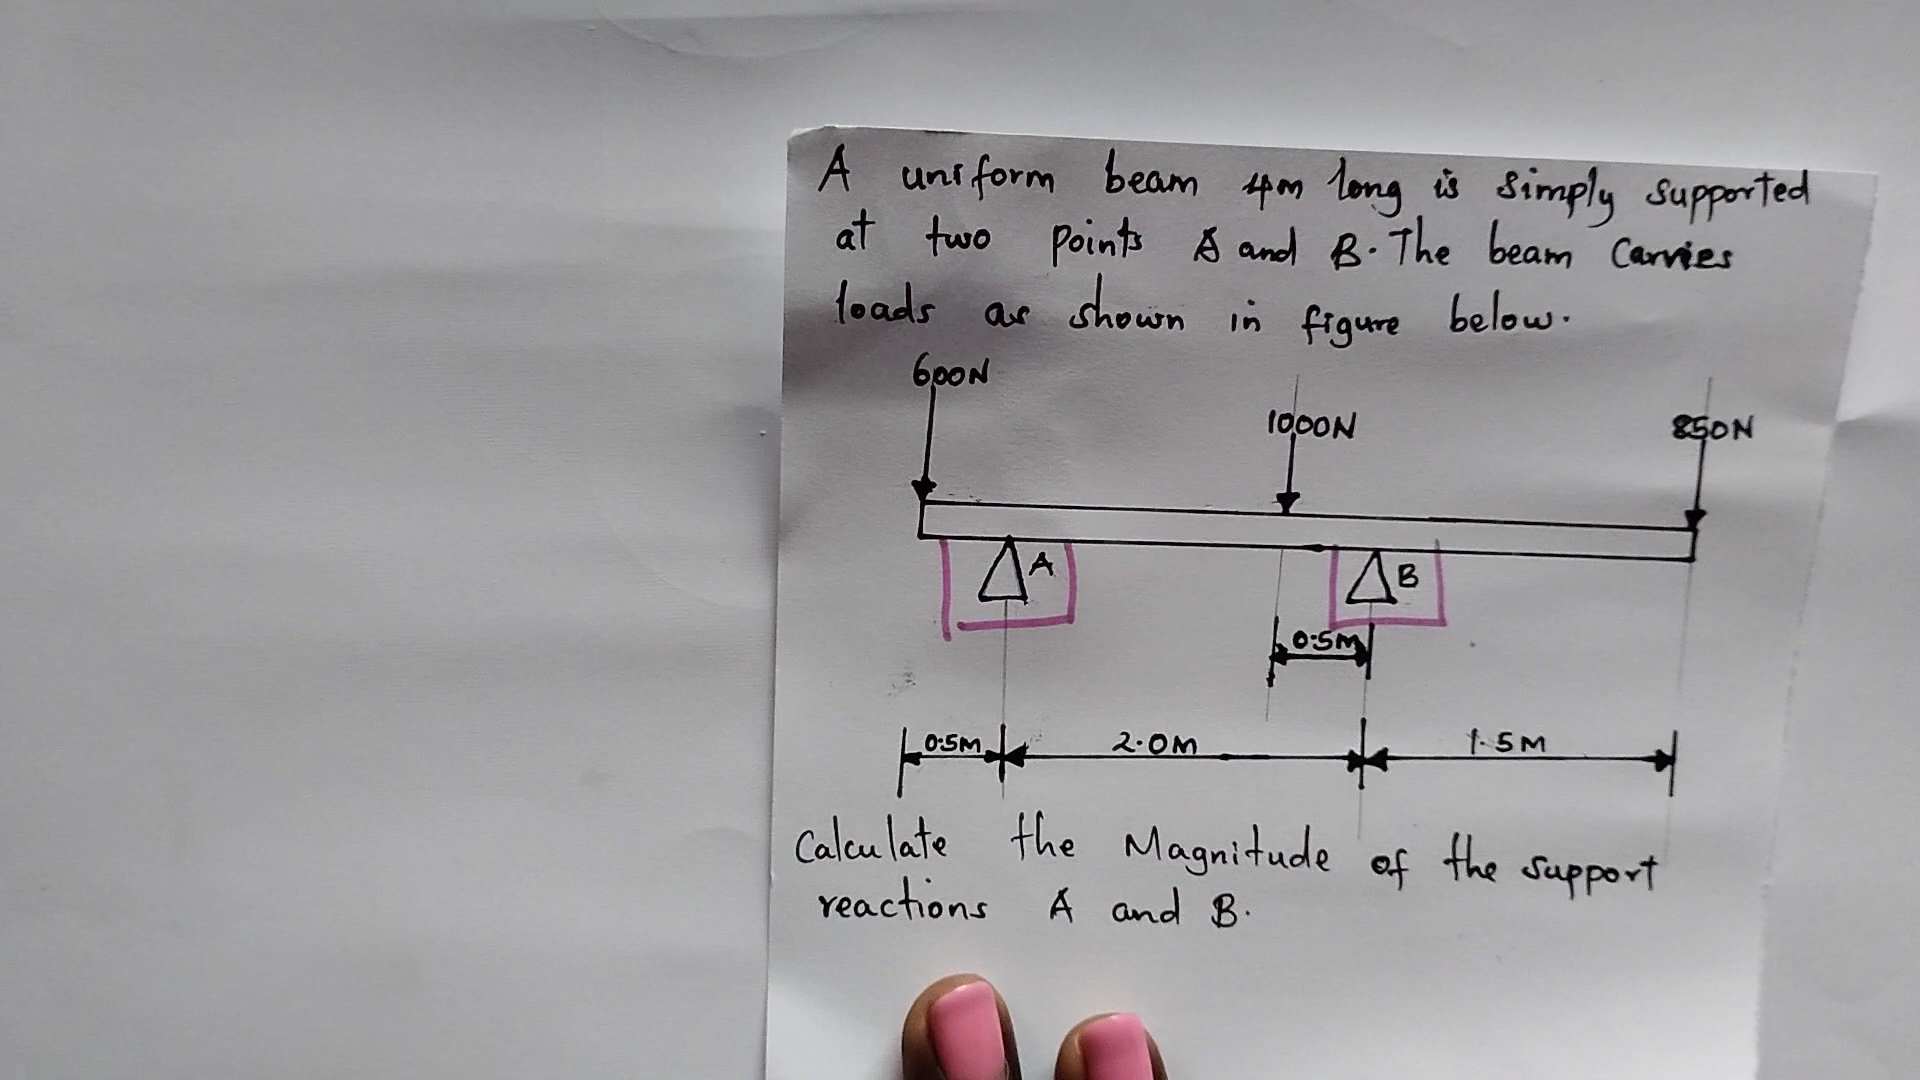 A uniform beam 4m long is simply supported
at two points A and B. The beam carries
loads as shown in figure below.
600N
1000N
850N
A
B
0.5M
0.5M
2.0M
1.5M
Calculate the Magnitude of the support
reactions A and B.